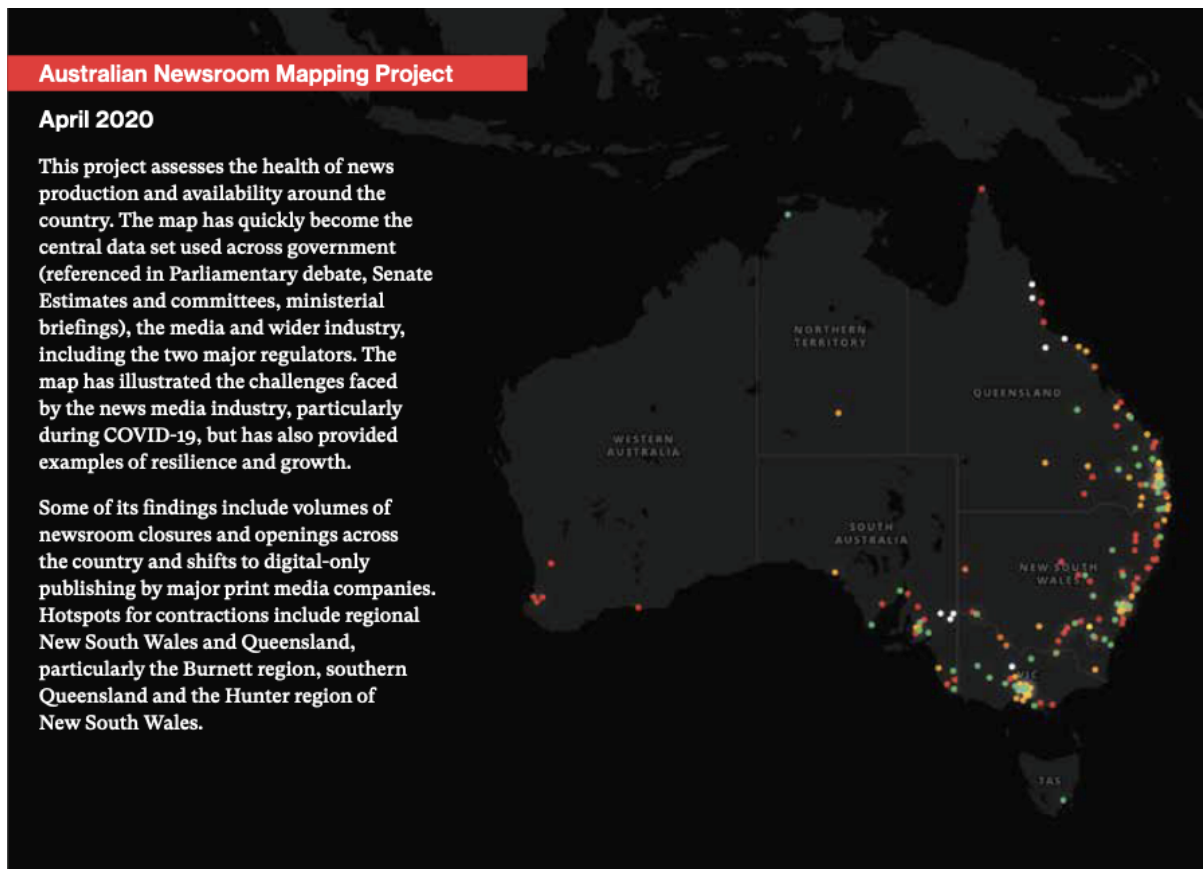 Australian Newsroom Mapping Project
April 2020
This project assesses the health of news
production and availability around the
country. The map has quickly become the
central data set used across government
(referenced in Parliamentary debate, Senate
Estimates and committees, ministerial
briefings), the media and wider industry,
including the two major regulators. The
map has illustrated the challenges faced
by the news media industry, particularly
during COVID-19, but has also provided
examples of resilience and growth.
Some of its findings include volumes of
newsroom closures and openings across
the country and shifts to digital-only
publishing by major print media companies.
Hotspots for contractions include regional
New South Wales and Queensland,
particularly the Burnett region, southern
Queensland and the Hunter region of
New South Wales.
NORTHERN
TERRITORY
QUEENSLAND
WESTERN
AUSTRALIA
SOUTH
AUSTRALIA
NEW SOUTH
WALES
VIC
TAS